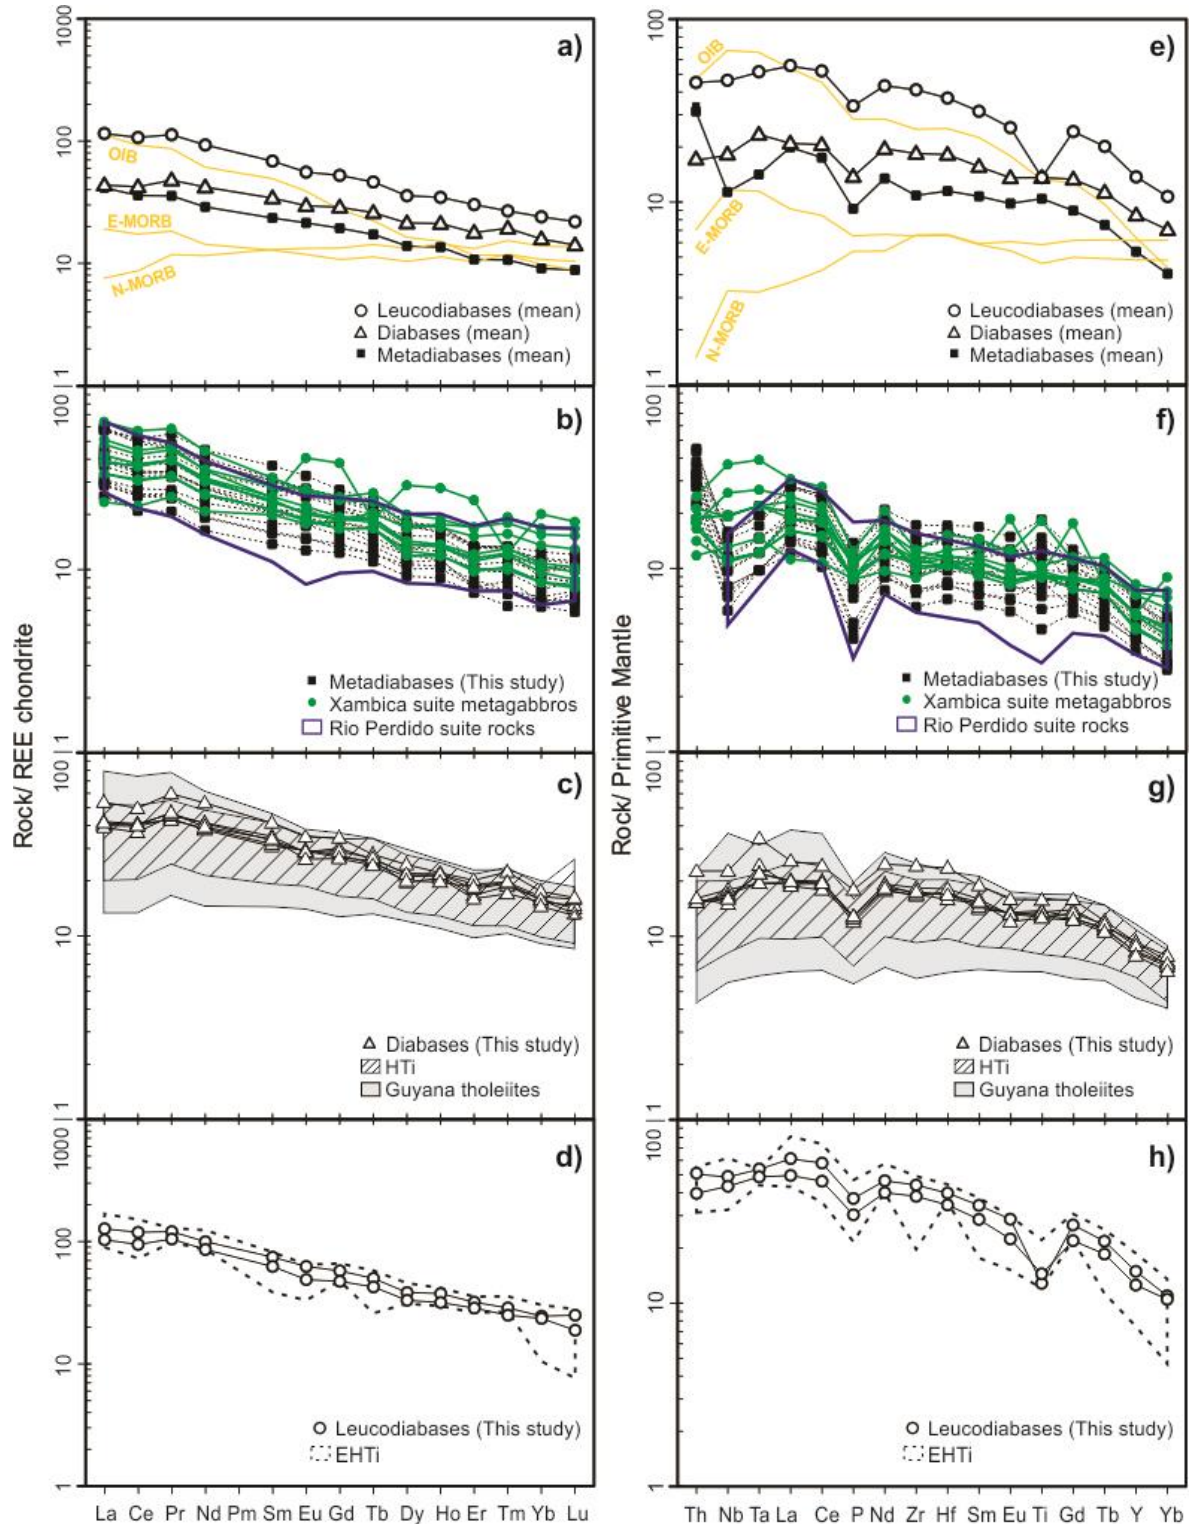 Rock/ REE chondrite
1000
100
10
1
a)
OIB
E-MORB
N-MORB
Leucodiabases (mean)
Diabases (mean)
Metadiabases (mean)
100
10
1
b)
Metadiabases (This study)
Xambica suite metagabbros
Rio Perdido suite rocks
100
10
1
c)
Diabases (This study)
HTi
Guyana tholeiites
1000
100
10
1
d)
Leucodiabases (This study)
EHTi
La Ce Pr Nd Pm Sm Eu Gd Tb Dy Ho Er Tm Yb Lu
Rock/ Primitive Mantle
100
10
1
e)
OIB
E-MORB
N-MORB
Leucodiabases (mean)
Diabases (mean)
Metadiabases (mean)
100
10
1
f)
Metadiabases (This study)
Xambica suite metagabbros
Rio Perdido suite rocks
100
10
1
g)
Diabases (This study)
HTi
Guyana tholeiites
100
10
1
h)
Leucodiabases (This study)
EHTi
Th Nb Ta La Ce P Nd Zr Hf Sm Eu Ti Gd Tb Y Yb